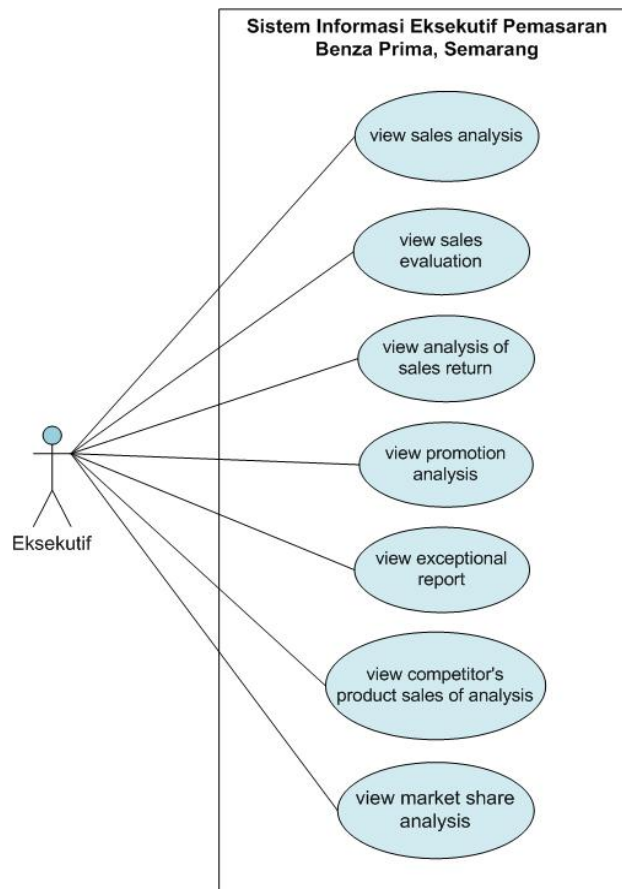 Sistem Informasi Eksekutif Pemasaran
Benza Prima, Semarang
view sales analysis
view sales
evaluation
view analysis of
sales return
view promotion
analysis
Eksekutif
view exceptional
report
view competitor's
product sales of analysis
view market share
analysis